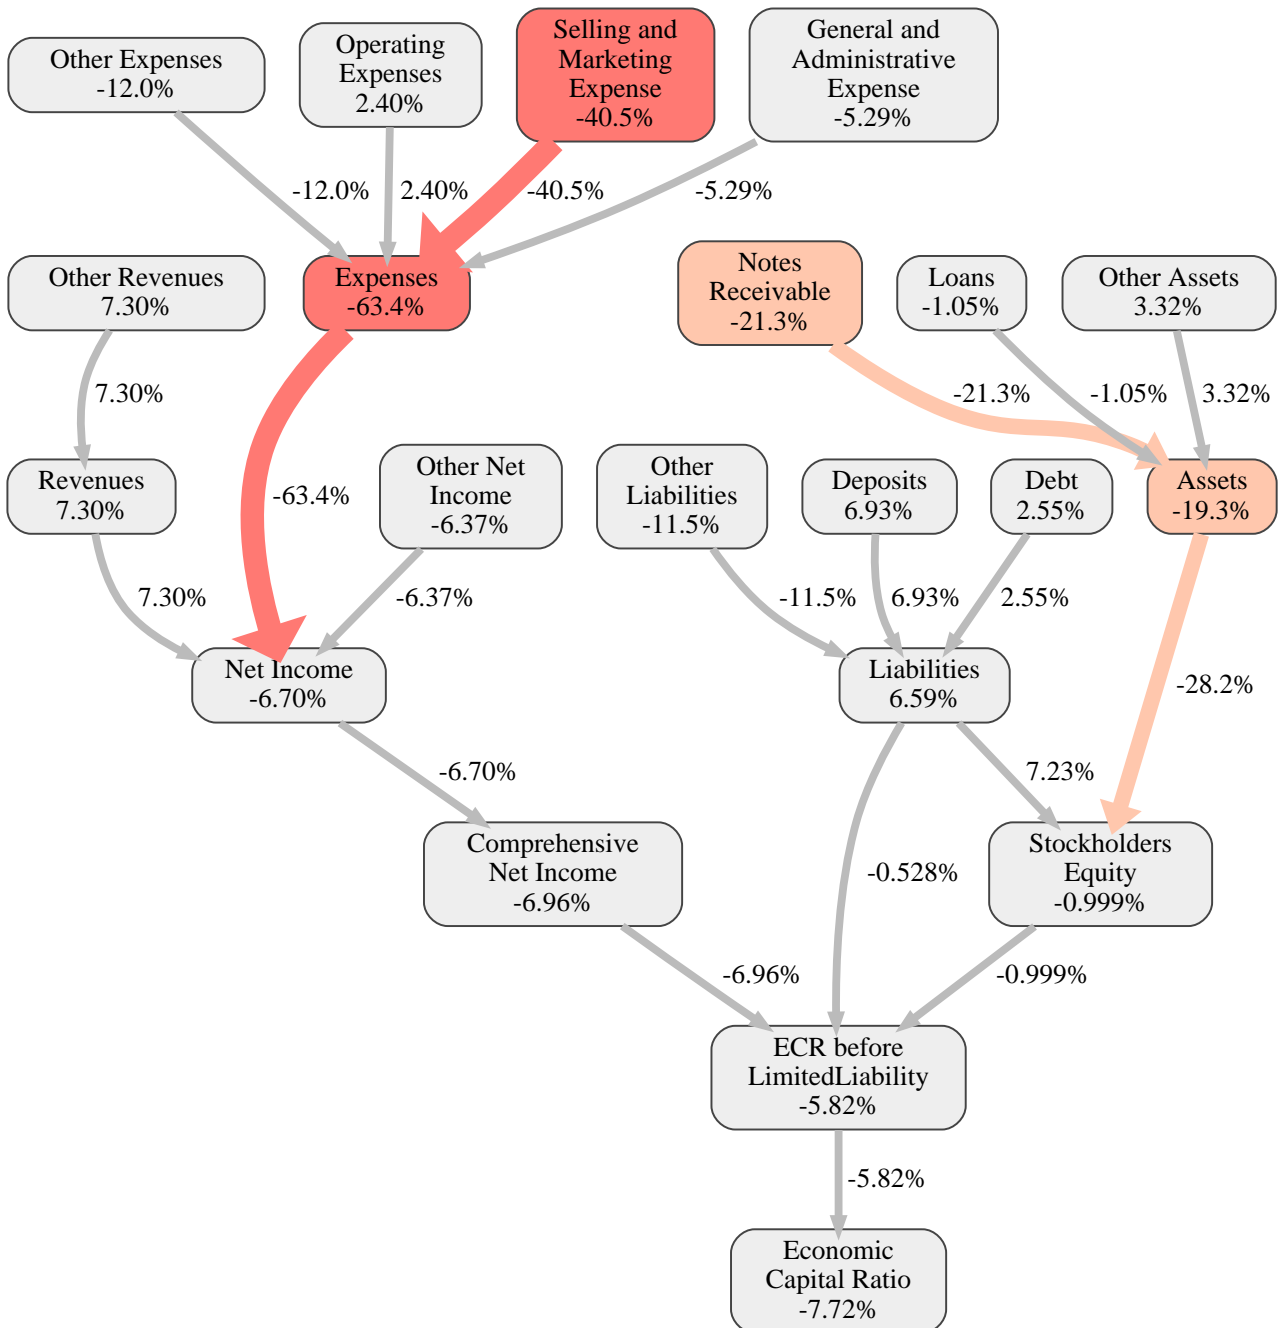 Other Expenses
-12.0%
Operating
Expenses
2.40%
Selling and
Marketing
Expense
-40.5%
General and
Administrative
Expense
-5.29%
-12.0%
2.40%
-40.5%
-5.29%
Other Revenues
7.30%
Expenses
-63.4%
Notes
Receivable
-21.3%
Loans
-1.05%
Other Assets
3.32%
7.30%
-21.3%
-1.05%
3.32%
Revenues
7.30%
-63.4%
Other Net
Income
-6.37%
Other
Liabilities
-11.5%
Deposits
6.93%
Debt
2.55%
Assets
-19.3%
7.30%
-6.37%
-11.5%
6.93%
2.55%
-28.2%
Net Income
-6.70%
Liabilities
6.59%
-6.70%
7.23%
Comprehensive
Net Income
-6.96%
-0.528%
Stockholders
Equity
-0.999%
-6.96%
-0.999%
ECR before
LimitedLiability
-5.82%
-5.82%
Economic
Capital Ratio
-7.72%